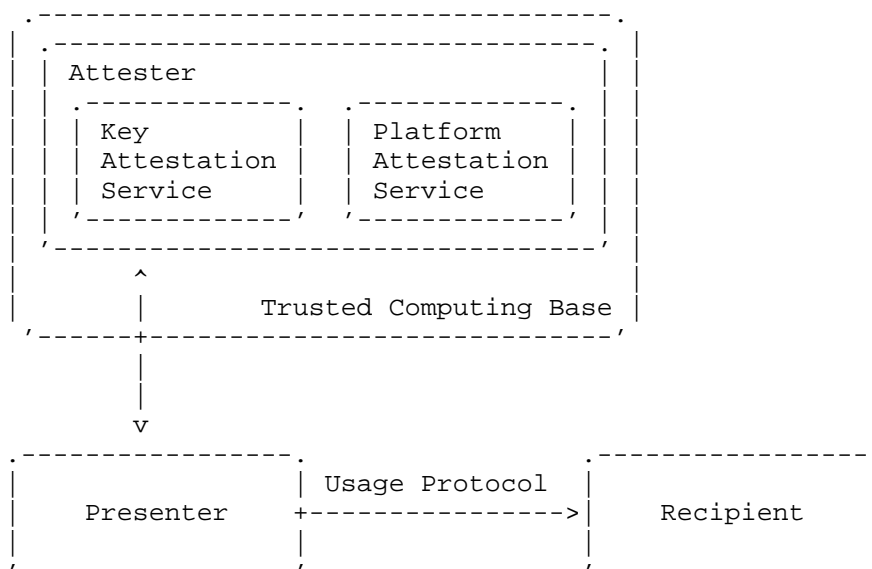 Attester
Key Platform
Attestation Attestation
Service Service
Trusted Computing Base
Usage Protocol
Presenter Recipient